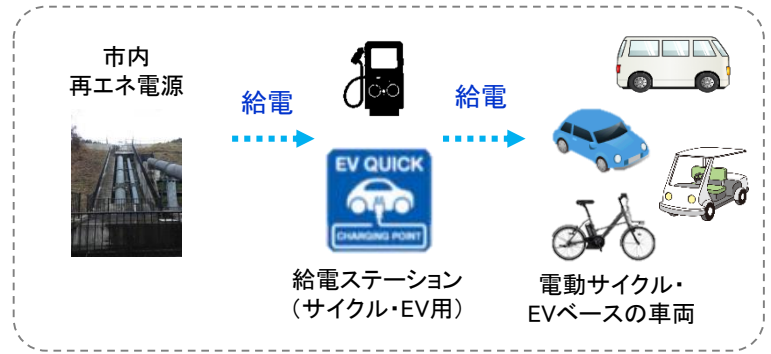 市内
再エネ電源
給電
給電
EV QUICK
CHARGING POINT
給電ステーション
（サイクル・EV用）
電動サイクル・
EVベースの車両